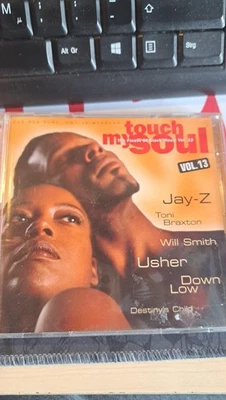 M
Alt Gr
Strg
touch
my soul
VOL.13
Jay-Z
Toni
Braxton
Will Smith
Usher
Down
Low
Destiny's Child